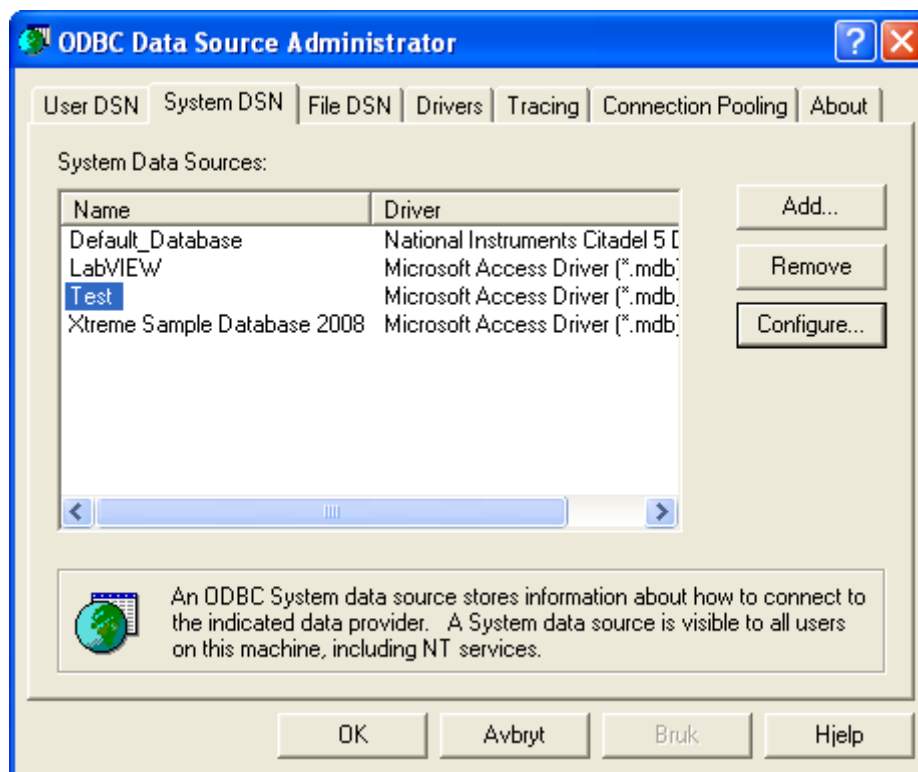 ODBC Data Source Administrator
User DSN System DSN File DSN Drivers Tracing Connection Pooling About
System Data Sources:
Name Driver
Default_Database National Instruments Citadel 5 D
LabVIEW Microsoft Access Driver (*.mdb)
Test Microsoft Access Driver (*.mdb,
Xtreme Sample Database 2008 Microsoft Access Driver (*.mdb)
Add...
Remove
Configure...
An ODBC System data source stores information about how to connect to
the indicated data provider. A System data source is visible to all users
on this machine, including NT services.
OK Avbryt Bruk Hjelp